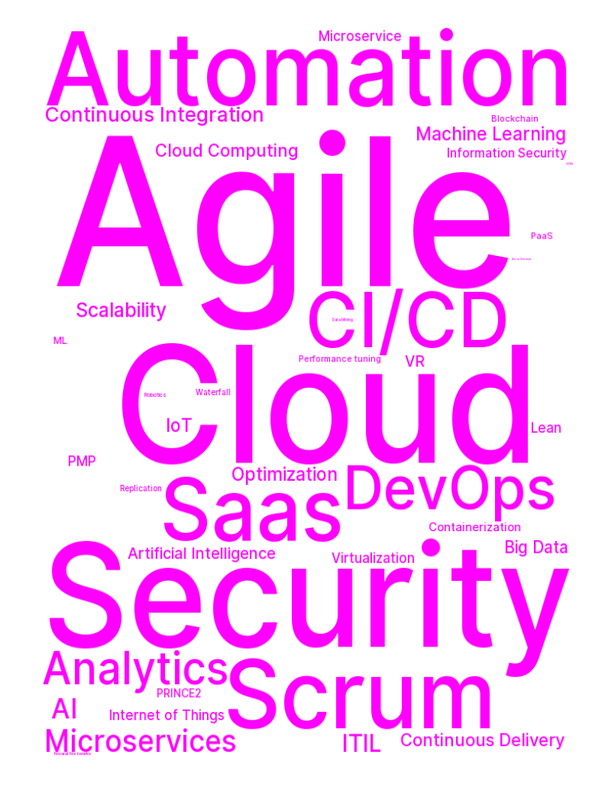 Microservice
Automation
Continuous Integration
Blockchain
Machine Learning
Cloud Computing
Information Security
Agile
PaaS
Scalability
CI/CD
ML
Performance tuning
VR
Cloud
Robotics
Waterfall
IoT
Lean
PMP
Optimization
DevOps
Replication
Saas
Containerization
Security
Big Data
Artificial Intelligence
Virtualization
Analytics
Scrum
PRINCE2
AI
Internet of Things
Microservices
ITIL
Continuous Delivery